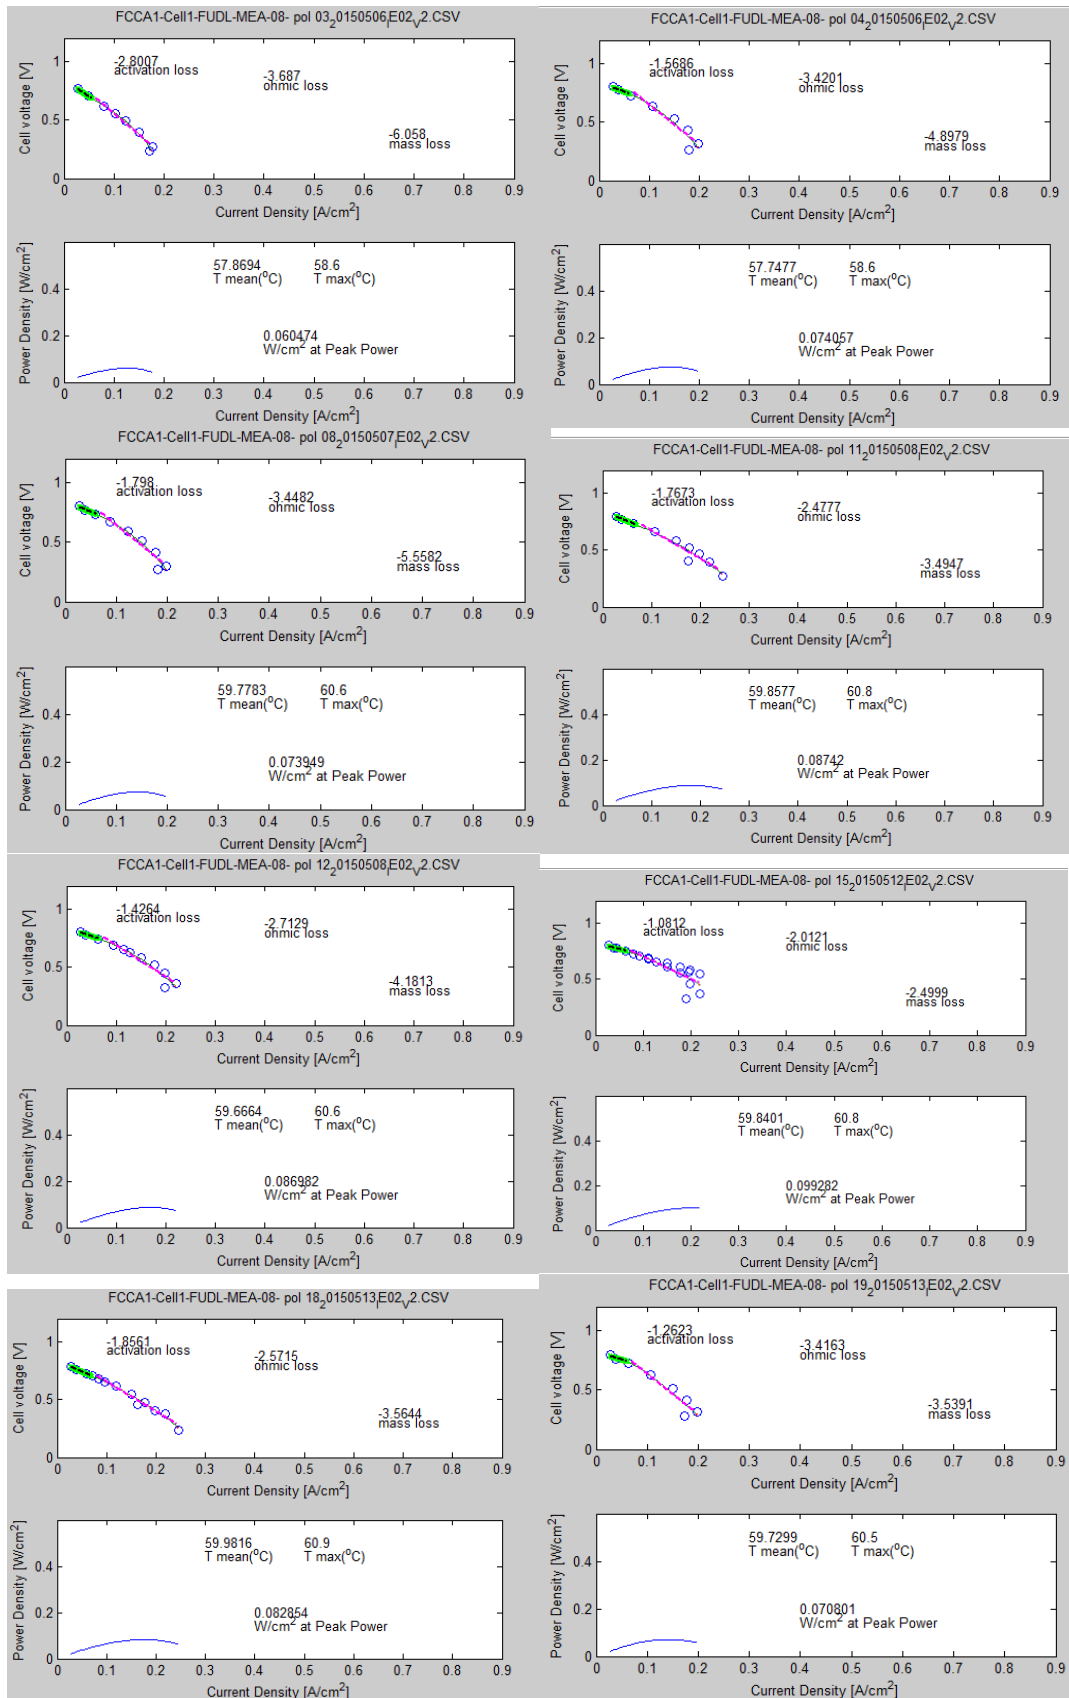 FCCA1-Cell1-FUDL-MEA-08- pol 03_20150506_IE02_V2.CSV
Cell voltage [V]
1
0.5
0
-2.8007
activation loss
-3.687
ohmic loss
-6.058
mass loss
0 0.1 0.2 0.3 0.4 0.5 0.6 0.7 0.8 0.9
Current Density [A/cm2]
Power Density [W/cm2]
0.4
0.2
0
57.8694 58.6
T mean(oC) T max(oC)
0.060474
W/cm2 at Peak Power
0 0.1 0.2 0.3 0.4 0.5 0.6 0.7 0.8 0.9
Current Density [A/cm2]
FCCA1-Cell1-FUDL-MEA-08- pol 04_20150506_IE02_V2.CSV
Cell voltage [V]
1
0.5
0
-1.5686
activation loss
-3.4201
ohmic loss
-4.8979
mass loss
0 0.1 0.2 0.3 0.4 0.5 0.6 0.7 0.8 0.9
Current Density [A/cm2]
Power Density [W/cm2]
0.4
0.2
0
57.7477 58.6
T mean(oC) T max(oC)
0.074057
W/cm2 at Peak Power
0 0.1 0.2 0.3 0.4 0.5 0.6 0.7 0.8 0.9
Current Density [A/cm2]
FCCA1-Cell1-FUDL-MEA-08- pol 08_20150507_IE02_V2.CSV
Cell voltage [V]
1
0.5
0
-1.798
activation loss
-3.4482
ohmic loss
-5.5582
mass loss
0 0.1 0.2 0.3 0.4 0.5 0.6 0.7 0.8 0.9
Current Density [A/cm2]
Power Density [W/cm2]
0.4
0.2
0
59.7783 60.6
T mean(oC) T max(oC)
0.073949
W/cm2 at Peak Power
0 0.1 0.2 0.3 0.4 0.5 0.6 0.7 0.8 0.9
Current Density [A/cm2]
FCCA1-Cell1-FUDL-MEA-08- pol 11_20150508_IE02_V2.CSV
Cell voltage [V]
1
0.5
0
-1.7673
activation loss
-2.4777
ohmic loss
-3.4947
mass loss
0 0.1 0.2 0.3 0.4 0.5 0.6 0.7 0.8 0.9
Current Density [A/cm2]
Power Density [W/cm2]
0.4
0.2
0
59.8577 60.8
T mean(oC) T max(oC)
0.08742
W/cm2 at Peak Power
0 0.1 0.2 0.3 0.4 0.5 0.6 0.7 0.8 0.9
Current Density [A/cm2]
FCCA1-Cell1-FUDL-MEA-08- pol 12_20150508_IE02_V2.CSV
Cell voltage [V]
1
0.5
0
-1.4264
activation loss
-2.7129
ohmic loss
-4.1813
mass loss
0 0.1 0.2 0.3 0.4 0.5 0.6 0.7 0.8 0.9
Current Density [A/cm2]
Power Density [W/cm2]
0.4
0.2
0
59.6664 60.6
T mean(oC) T max(oC)
0.086982
W/cm2 at Peak Power
0 0.1 0.2 0.3 0.4 0.5 0.6 0.7 0.8 0.9
Current Density [A/cm2]
FCCA1-Cell1-FUDL-MEA-08- pol 15_20150512_IE02_V2.CSV
Cell voltage [V]
1
0.5
0
-1.0812
activation loss
-2.0121
ohmic loss
-2.4999
mass loss
0 0.1 0.2 0.3 0.4 0.5 0.6 0.7 0.8 0.9
Current Density [A/cm2]
Power Density [W/cm2]
0.4
0.2
0
59.8401 60.8
T mean(oC) T max(oC)
0.099282
W/cm2 at Peak Power
0 0.1 0.2 0.3 0.4 0.5 0.6 0.7 0.8 0.9
Current Density [A/cm2]
FCCA1-Cell1-FUDL-MEA-08- pol 18_20150513_IE02_V2.CSV
Cell voltage [V]
1
0.5
0
-1.8561
activation loss
-2.5715
ohmic loss
-3.5644
mass loss
0 0.1 0.2 0.3 0.4 0.5 0.6 0.7 0.8 0.9
Current Density [A/cm2]
Power Density [W/cm2]
0.4
0.2
0
59.9816 60.9
T mean(oC) T max(oC)
0.082854
W/cm2 at Peak Power
0 0.1 0.2 0.3 0.4 0.5 0.6 0.7 0.8 0.9
Current Density [A/cm2]
FCCA1-Cell1-FUDL-MEA-08- pol 19_20150513_IE02_V2.CSV
Cell voltage [V]
1
0.5
0
-1.2623
activation loss
-3.4163
ohmic loss
-3.5391
mass loss
0 0.1 0.2 0.3 0.4 0.5 0.6 0.7 0.8 0.9
Current Density [A/cm2]
Power Density [W/cm2]
0.4
0.2
0
59.7299 60.5
T mean(oC) T max(oC)
0.070801
W/cm2 at Peak Power
0 0.1 0.2 0.3 0.4 0.5 0.6 0.7 0.8 0.9
Current Density [A/cm2]